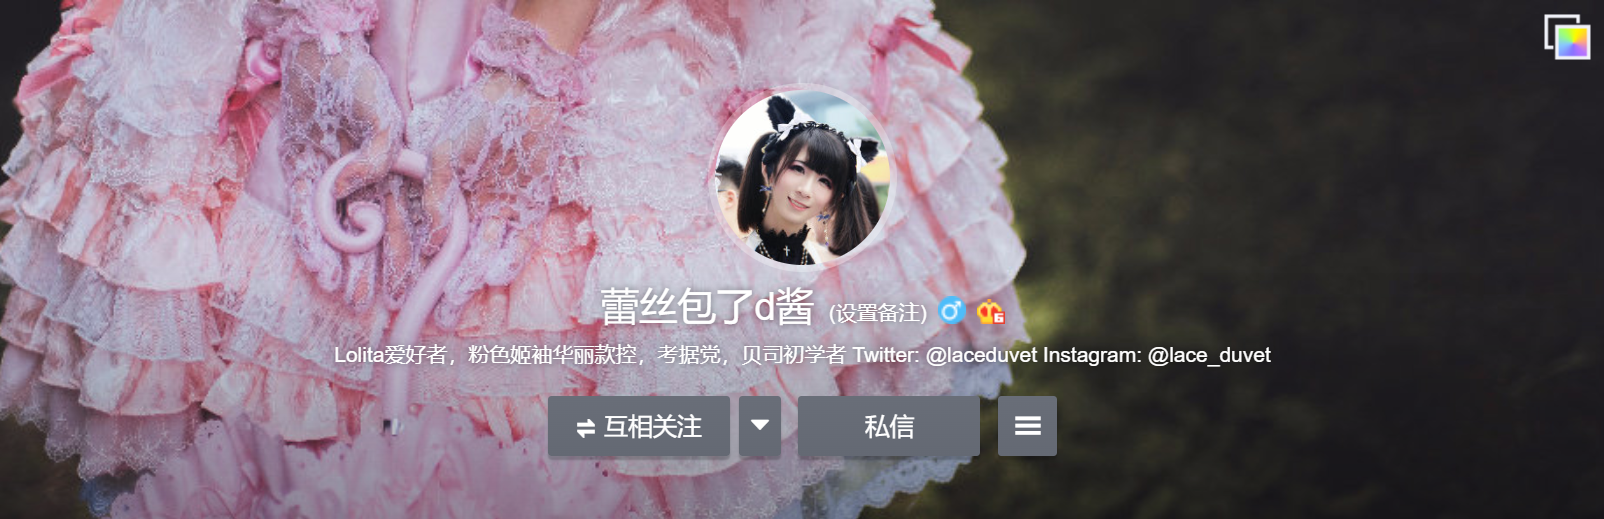 蕾丝包了d酱 (设置备注)
6
Lolita爱好者，粉色姬袖华丽款控，考据党，贝司初学者 Twitter: @laceduvet Instagram: @lace_duvet
互相关注 私信